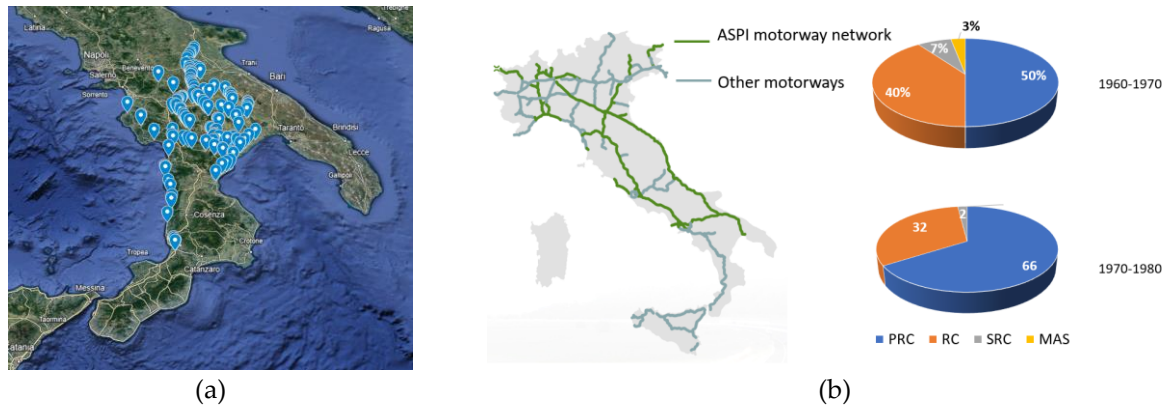 Latina
Ragusa
Trani
Napoli
Benevento
Bari
Salerno
Sorrento
Brindisi
Taranto
Lecce
Gallipoli
Cosenza
Crotone
Tropea
Catanzaro
Messina
Taormina
Catania
(a)
ASPI motorway network
Other motorways
3%
7%
50%
40%
1960-1970
2
32
66
1970-1980
PRC RC SRC MAS
(b)